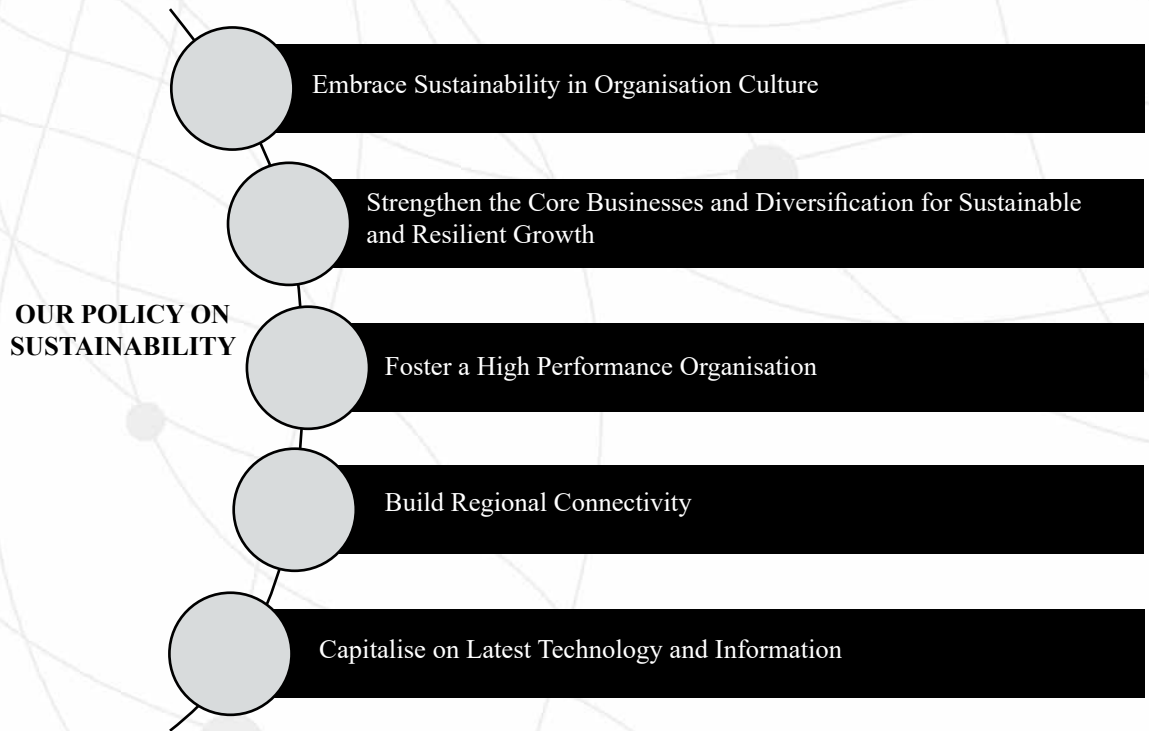 Embrace Sustainability in Organisation Culture
Strengthen the Core Businesses and Diversification for Sustainable
and Resilient Growth
OUR POLICY ON
SUSTAINABILITY
Foster a High Performance Organisation
Build Regional Connectivity
Capitalise on Latest Technology and Information